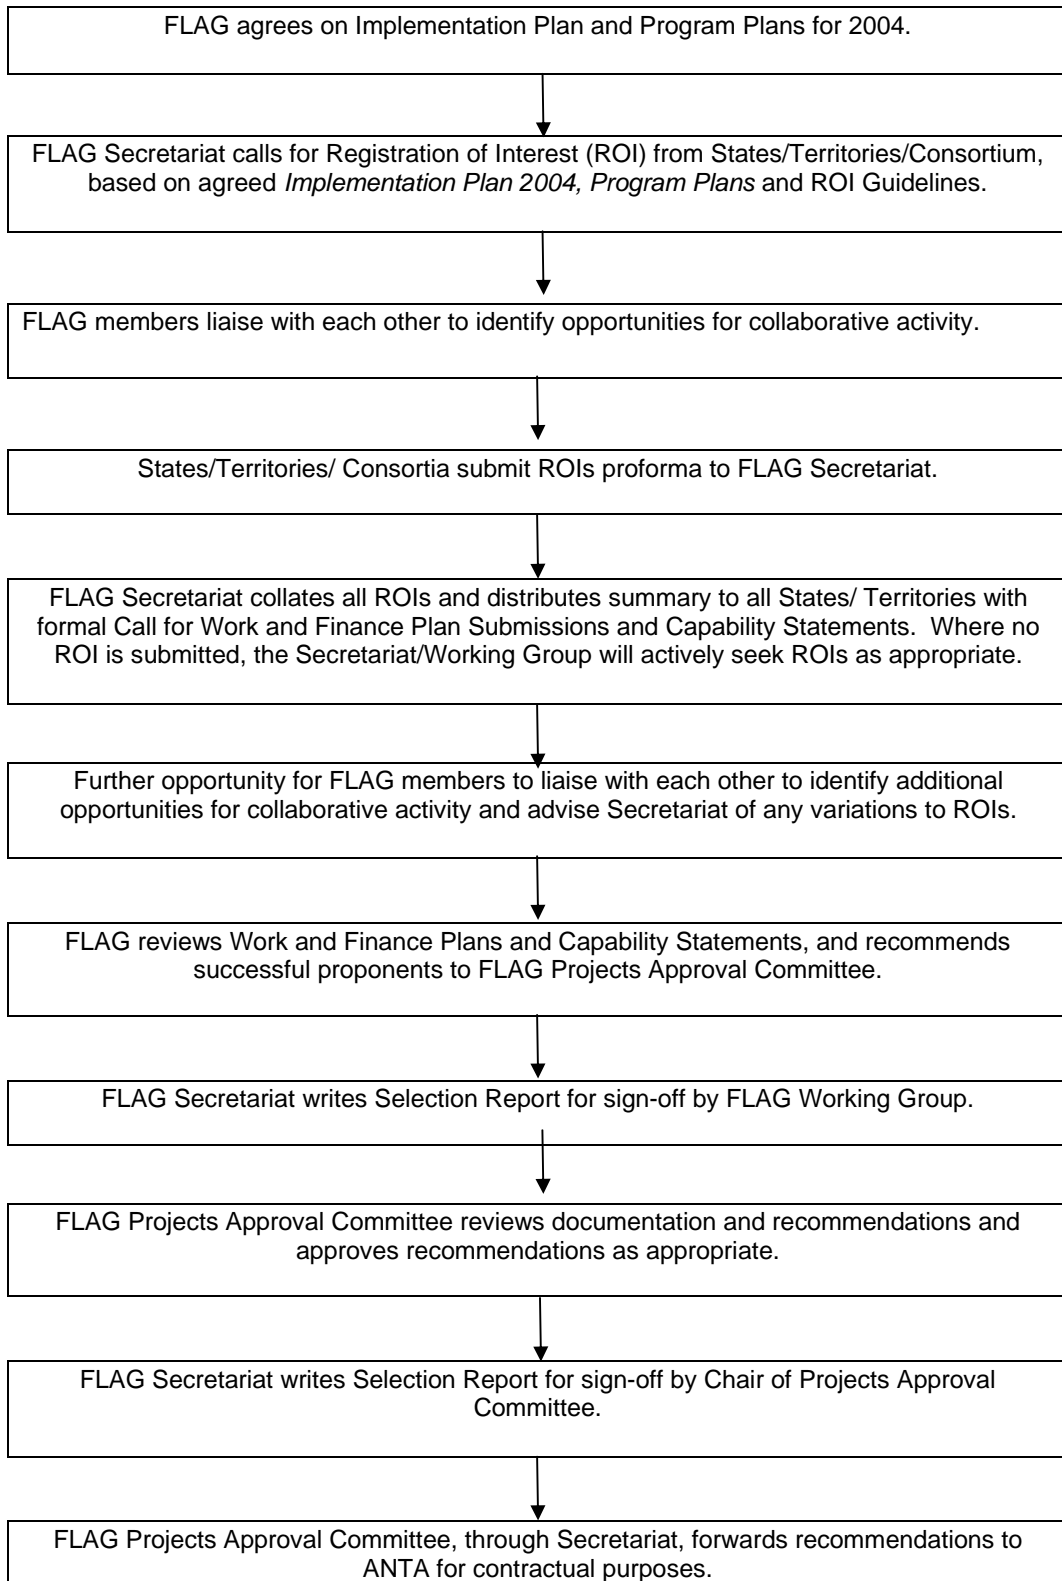 FLAG agrees on Implementation Plan and Program Plans for 2004.
FLAG Secretariat calls for Registration of Interest (ROI) from States/Territories/Consortium,
based on agreed Implementation Plan 2004, Program Plans and ROI Guidelines.
FLAG members liaise with each other to identify opportunities for collaborative activity.
States/Territories/ Consortia submit ROIs proforma to FLAG Secretariat.
FLAG Secretariat collates all ROIs and distributes summary to all States/ Territories with
formal Call for Work and Finance Plan Submissions and Capability Statements.  Where no
ROI is submitted, the Secretariat/Working Group will actively seek ROIs as appropriate.
Further opportunity for FLAG members to liaise with each other to identify additional
opportunities for collaborative activity and advise Secretariat of any variations to ROIs.
FLAG reviews Work and Finance Plans and Capability Statements, and recommends
successful proponents to FLAG Projects Approval Committee.
FLAG Secretariat writes Selection Report for sign-off by FLAG Working Group.
FLAG Projects Approval Committee reviews documentation and recommendations and
approves recommendations as appropriate.
FLAG Secretariat writes Selection Report for sign-off by Chair of Projects Approval
Committee.
FLAG Projects Approval Committee, through Secretariat, forwards recommendations to
ANTA for contractual purposes.